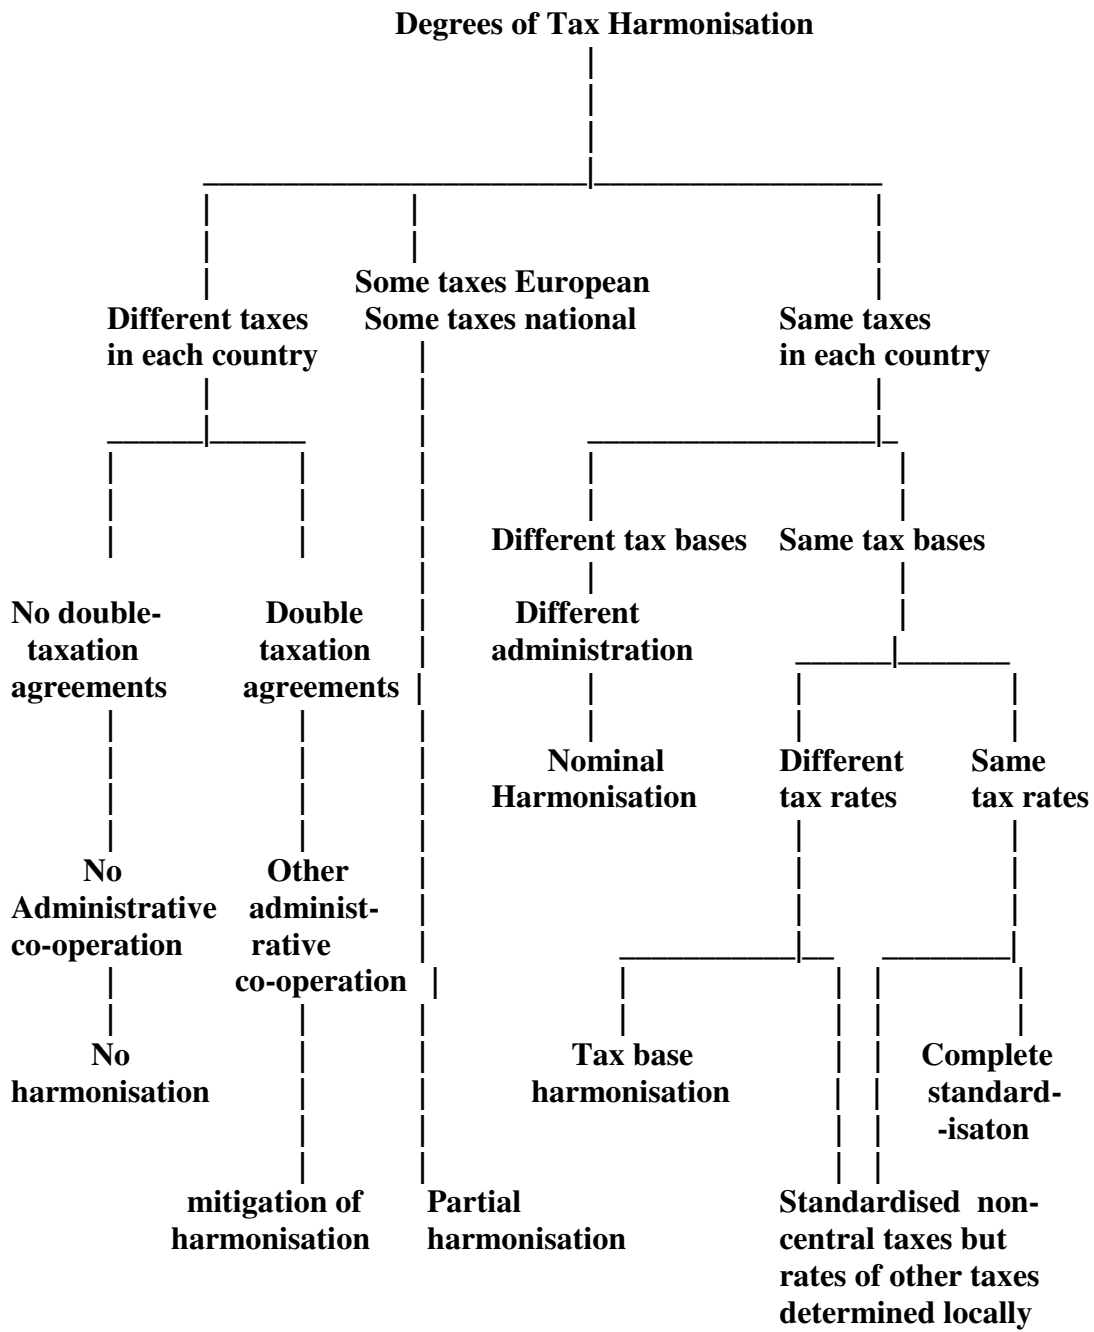 Degrees of Tax Harmonisation
Some taxes European
Different taxes Some taxes national Same taxes
in each country in each country
Different tax bases Same tax bases
No double- Double Different
taxation taxation administration
agreements agreements
Nominal Different Same
Harmonisation tax rates tax rates
No Other
Administrative administ-
co-operation rative
co-operation
No Tax base Complete
harmonisation harmonisation standard-
-isaton
mitigation of Partial Standardised non-
harmonisation harmonisation central taxes but
rates of other taxes
determined locally